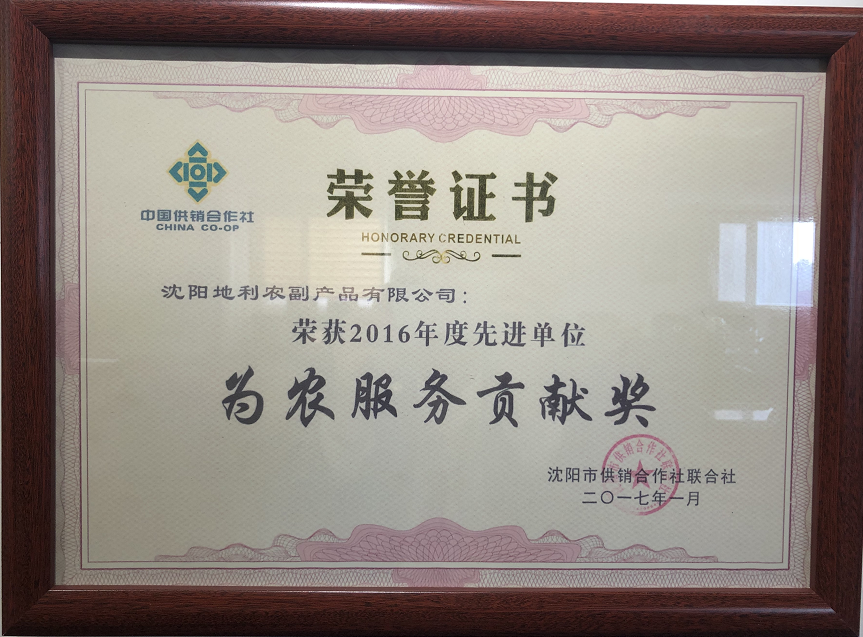 中国供销合作社
CHINA CO-OP
荣誉证书
HONORARY CREDENTIAL
沈阳地利农副产品有限公司：
荣获2016年度先进单位
为农服务贡献奖
沈阳市供销合作社联合社
二〇一七年一月